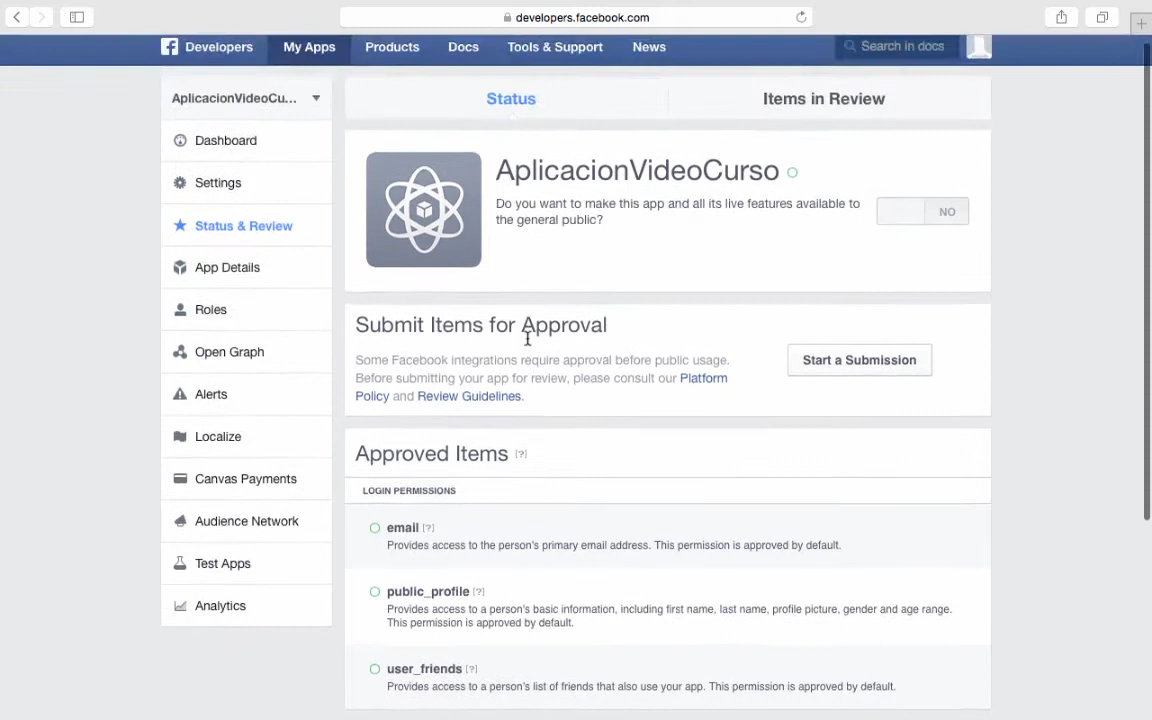 developers.facebook.com
Developers
My Apps
Products
Docs
Tools & Support
News
Search in docs
AplicacionVideoCu...
Dashboard
Settings
Status & Review
App Details
Roles
Open Graph
Alerts
Localize
Canvas Payments
Audience Network
Test Apps
Analytics
Status
Items in Review
AplicacionVideoCurso
Do you want to make this app and all its live features available to
the general public?
NO
Submit Items for Approval
Some Facebook integrations require approval before public usage.
Before submitting your app for review, please consult our Platform
Policy and Review Guidelines.
Start a Submission
Approved Items [?]
LOGIN PERMISSIONS
email [?]
Provides access to the person's primary email address. This permission is approved by default.
public_profile [?]
Provides access to a person's basic information, including first name, last name, profile picture, gender and age range.
This permission is approved by default.
user_friends [?]
Provides access to a person's list of friends that also use your app. This permission is approved by default.